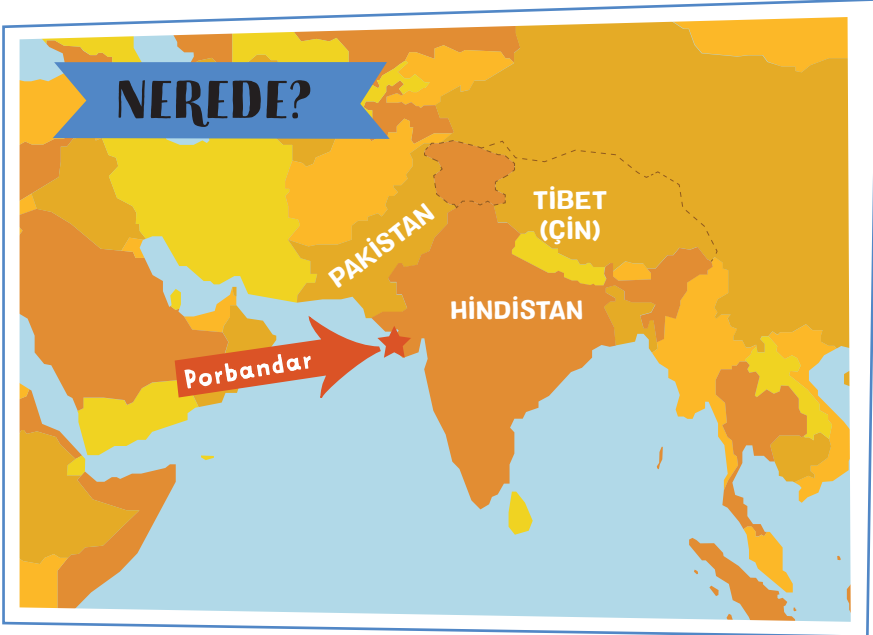 NEREDE?
TİBET
(ÇİN)
PAKİSTAN
HİNDİSTAN
Porbandar